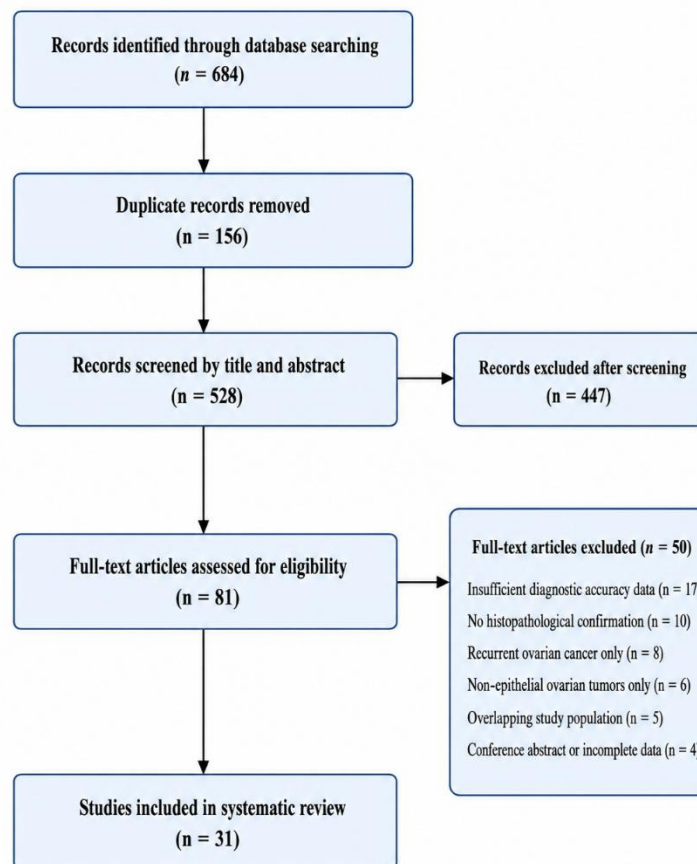 Records identified through database searching
(n = 684)
Duplicate records removed
(n = 156)
Records screened by title and abstract
(n = 528)
Records excluded after screening
(n = 447)
Full-text articles assessed for eligibility
(n = 81)
Full-text articles excluded (n = 50)
Insufficient diagnostic accuracy data (n = 17
No histopathological confirmation (n = 10)
Recurrent ovarian cancer only (n = 8)
Non-epithelial ovarian tumors only (n = 6)
Overlapping study population (n = 5)
Conference abstract or incomplete data (n = 4)
Studies included in systematic review
(n = 31)